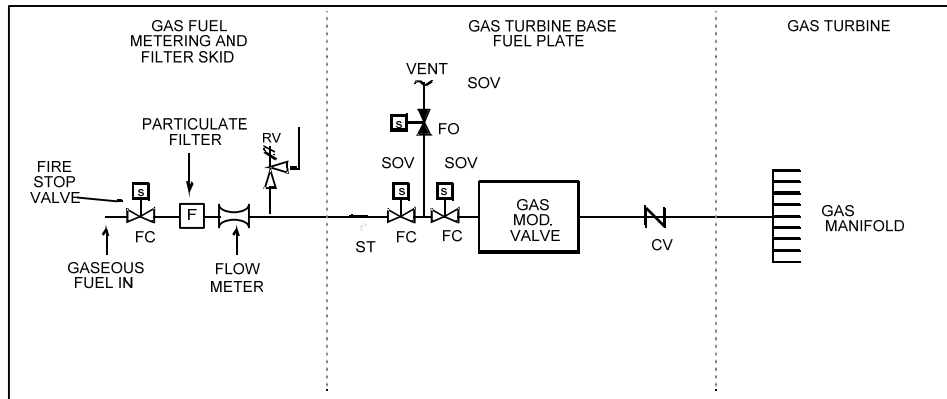 GAS FUEL
METERING AND
FILTER SKID
GAS TURBINE BASE
FUEL PLATE
GAS TURBINE
VENT
SOV
S
FO
PARTICULATE
FILTER
RV
FIRE
STOP
VALVE
S
SOV
SOV
S
S
F
FC
FC
FC
ST
GAS
MOD.
VALVE
CV
GAS
MANIFOLD
GASEOUS
FUEL IN
FLOW
METER